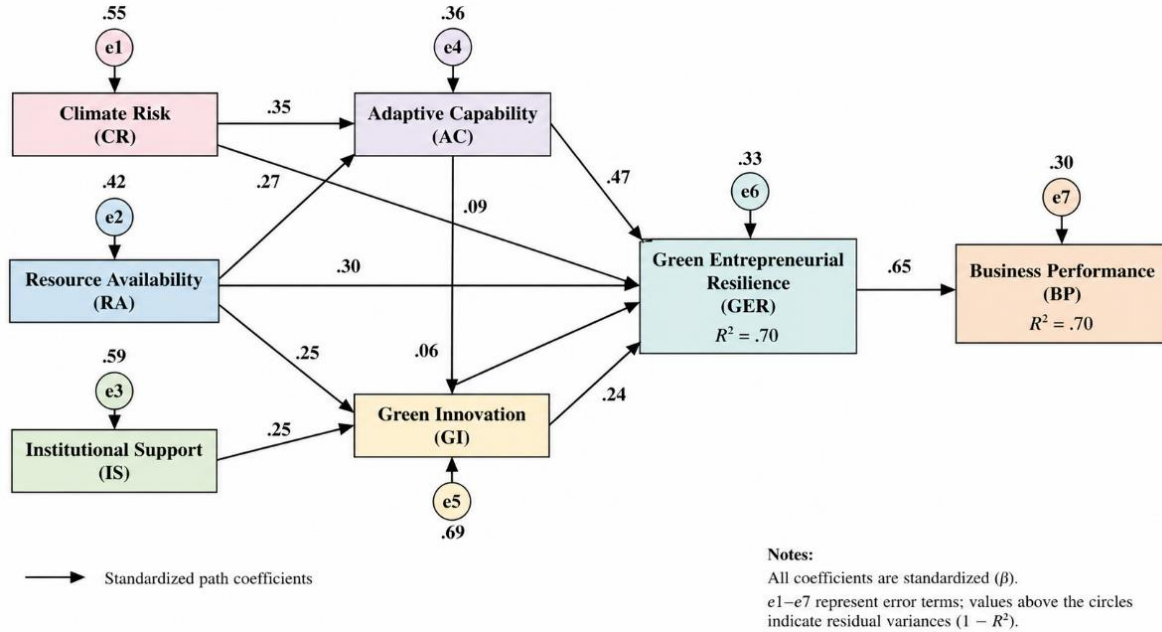 .55
e1
Climate Risk
(CR)
.36
e4
Adaptive Capability
(AC)
.35
.27
.09
.47
.42
e2
Resource Availability
(RA)
.30
.33
e6
Green Entrepreneurial
Resilience
(GER)
R² = .70
.65
.30
e7
Business Performance
(BP)
R² = .70
.25
.06
.59
e3
Institutional Support
(IS)
.25
Green Innovation
(GI)
.24
e5
.69
Standardized path coefficients
Notes:
All coefficients are standardized (β).
e1–e7 represent error terms; values above the circles
indicate residual variances (1 − R²).